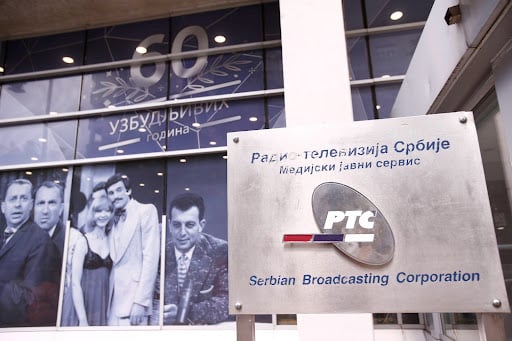 60
УЗБУДЉИВИХ
година
Радио-телевизија Србије
Медијски јавни сервис
РТС
Serbian Broadcasting Corporation